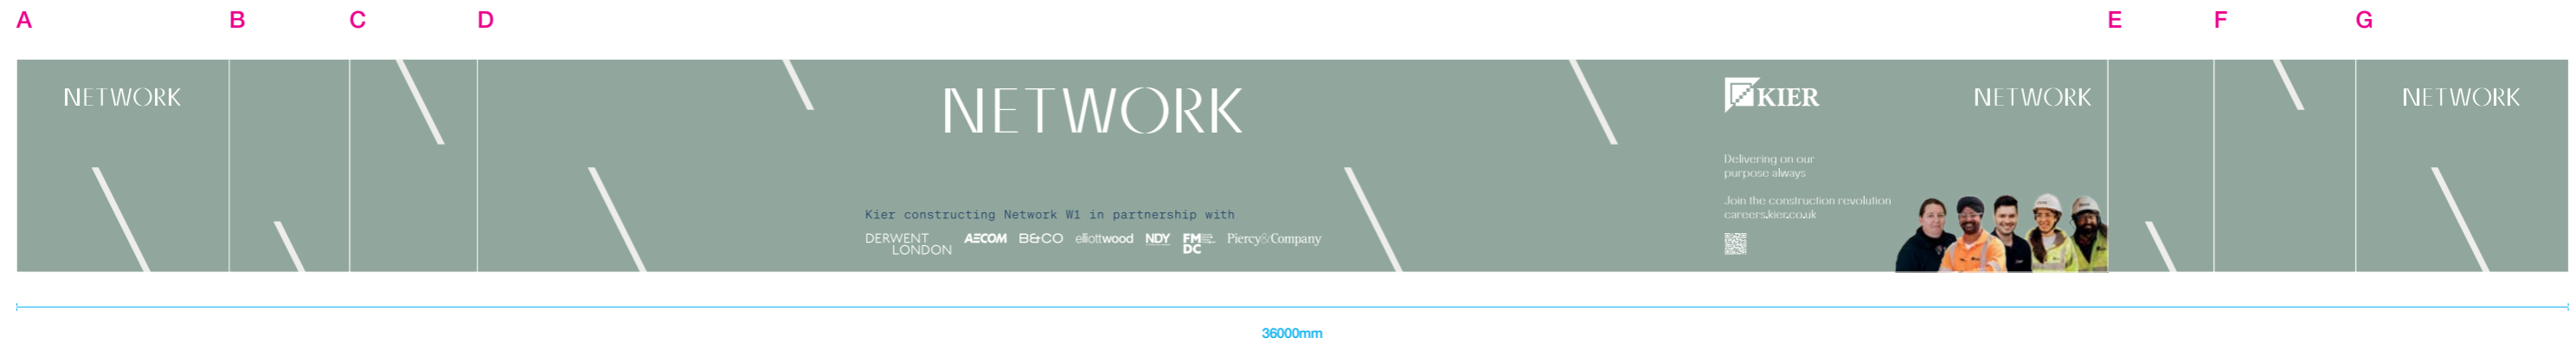 A B C D E F G
NETWORK
NETWORK
KIER
NETWORK
NETWORK
Delivering on our
purpose always
Join the construction revolution
careers.kier.co.uk
Kier constructing Network W1 in partnership with
DERWENT
LONDON
AECOM
B&CO
elliottwood
NDY
FM
DC
Piercy&Company
36000mm